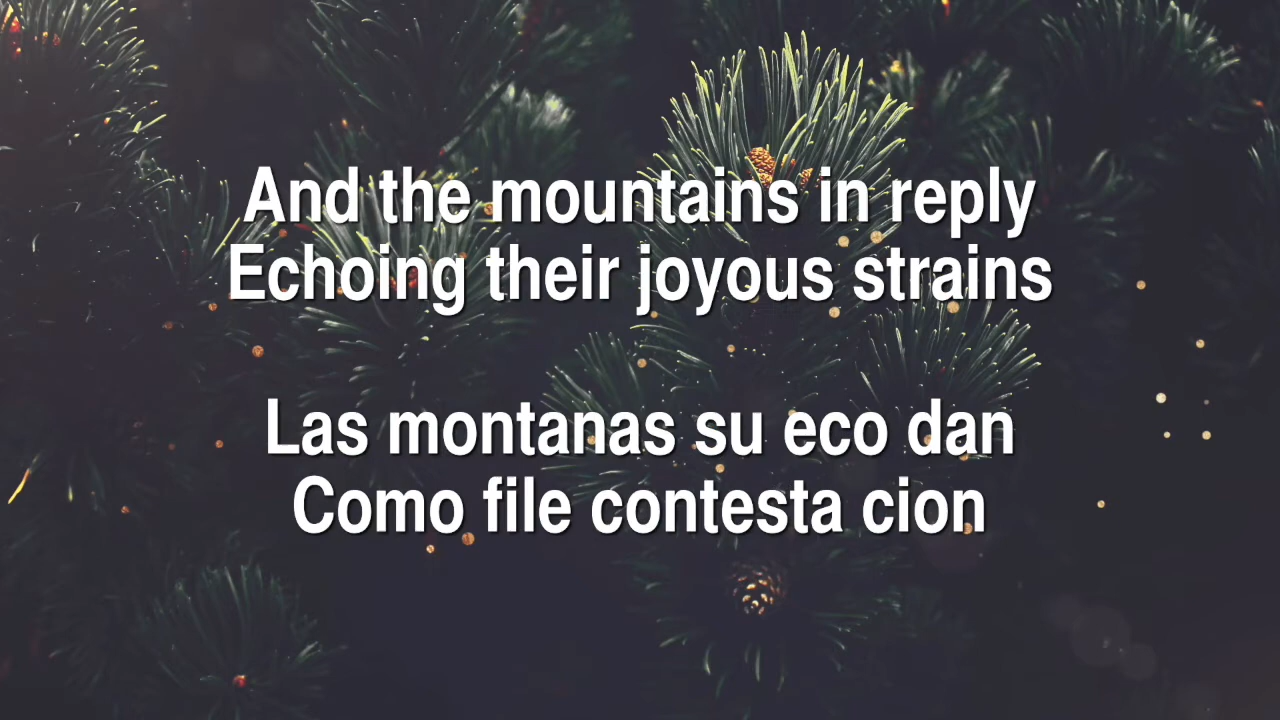 And the mountains in reply
Echoing their joyous strains
Las montanas su eco dan
Como file contesta cion